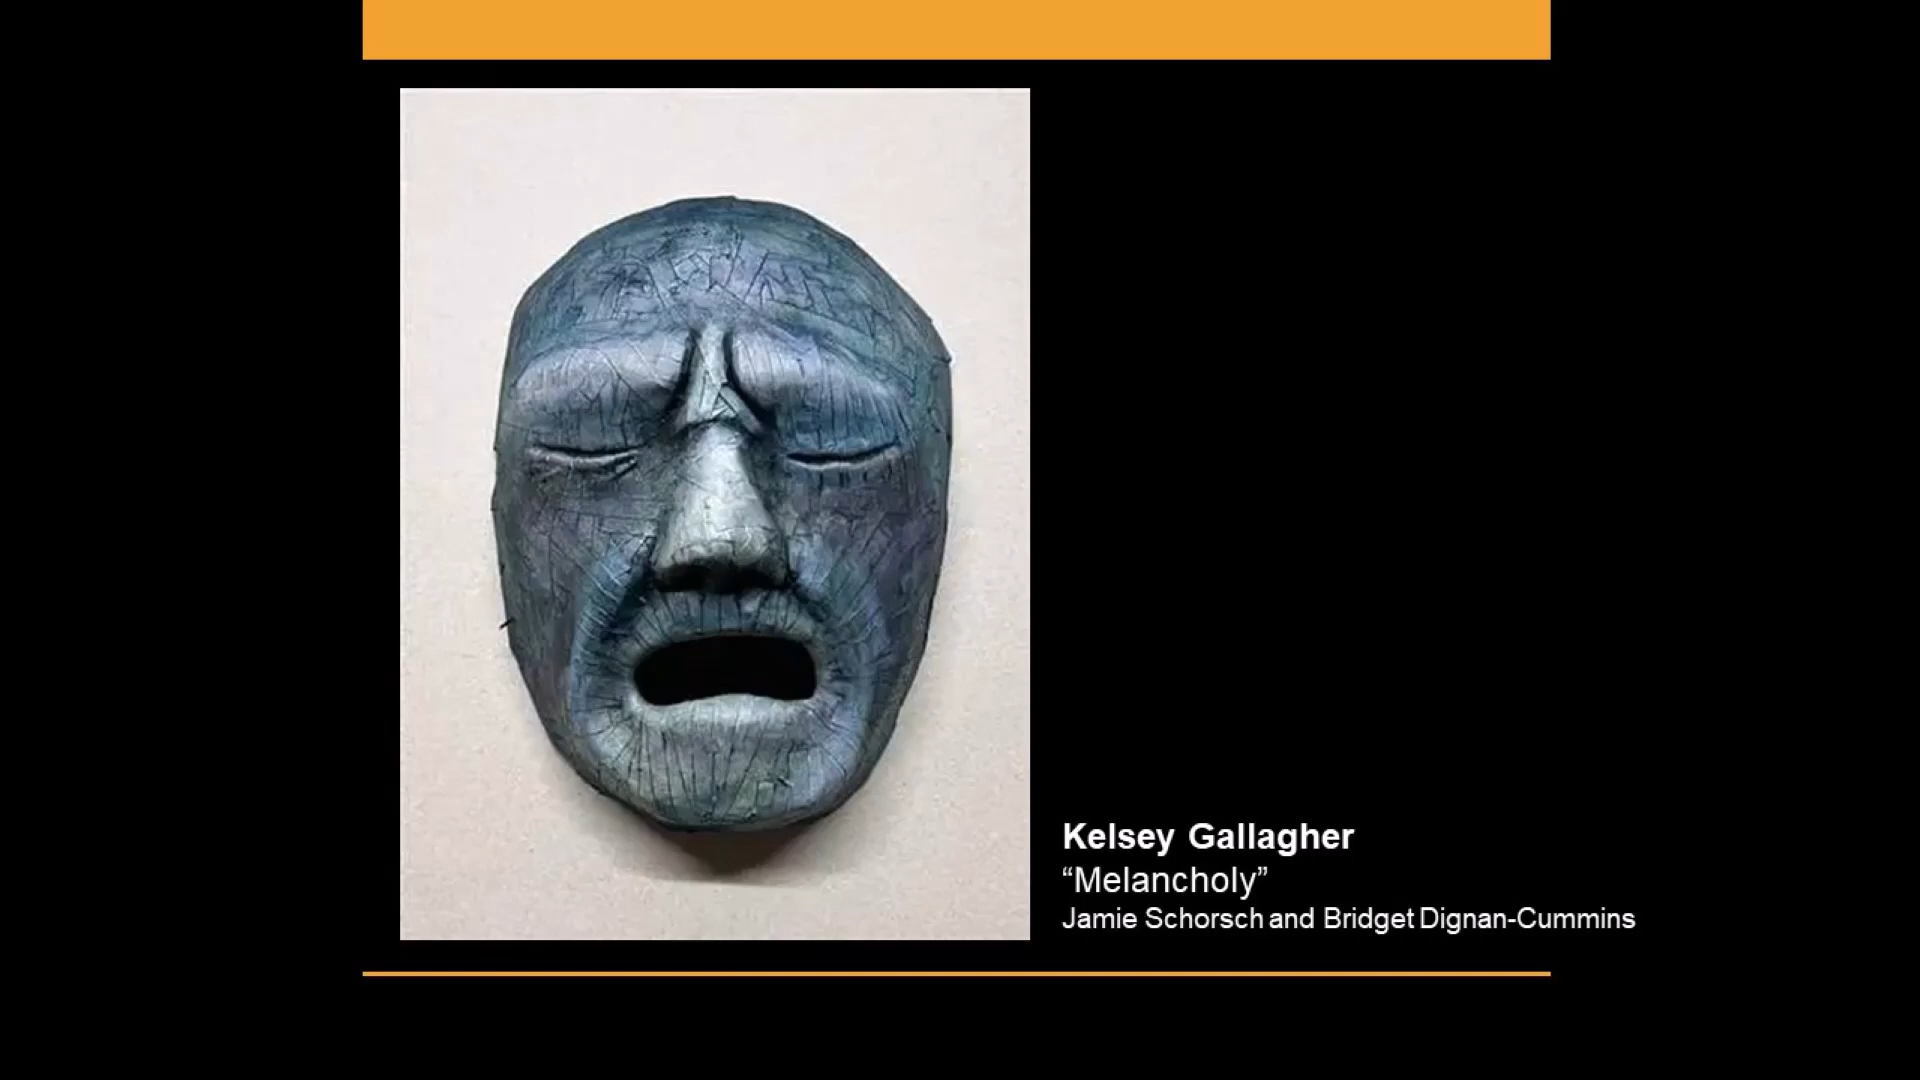 Kelsey Gallagher
“Melancholy”
Jamie Schorsch and Bridget Dignan-Cummins